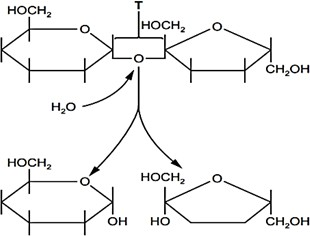 T
HOCH₂ O HOCH₂ O
O
CH₂OH
H₂O
HOCH₂ O HOCH₂ O
OH HO CH₂OH